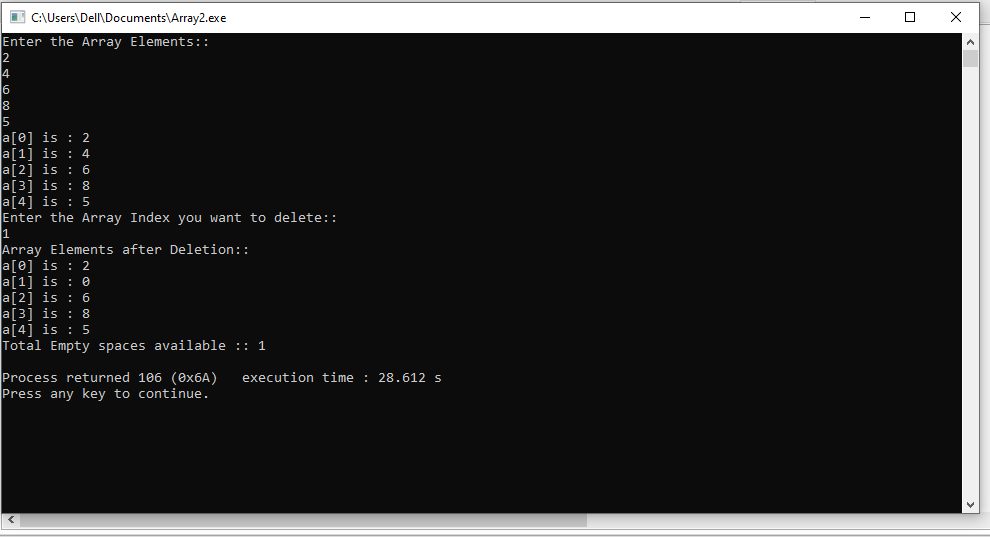 C:\Users\Dell\Documents\Array2.exe
Enter the Array Elements::
2
4
6
8
5
a[0] is : 2
a[1] is : 4
a[2] is : 6
a[3] is : 8
a[4] is : 5
Enter the Array Index you want to delete::
1
Array Elements after Deletion::
a[0] is : 2
a[1] is : 0
a[2] is : 6
a[3] is : 8
a[4] is : 5
Total Empty spaces available :: 1
Process returned 106 (0x6A)   execution time : 28.612 s
Press any key to continue.